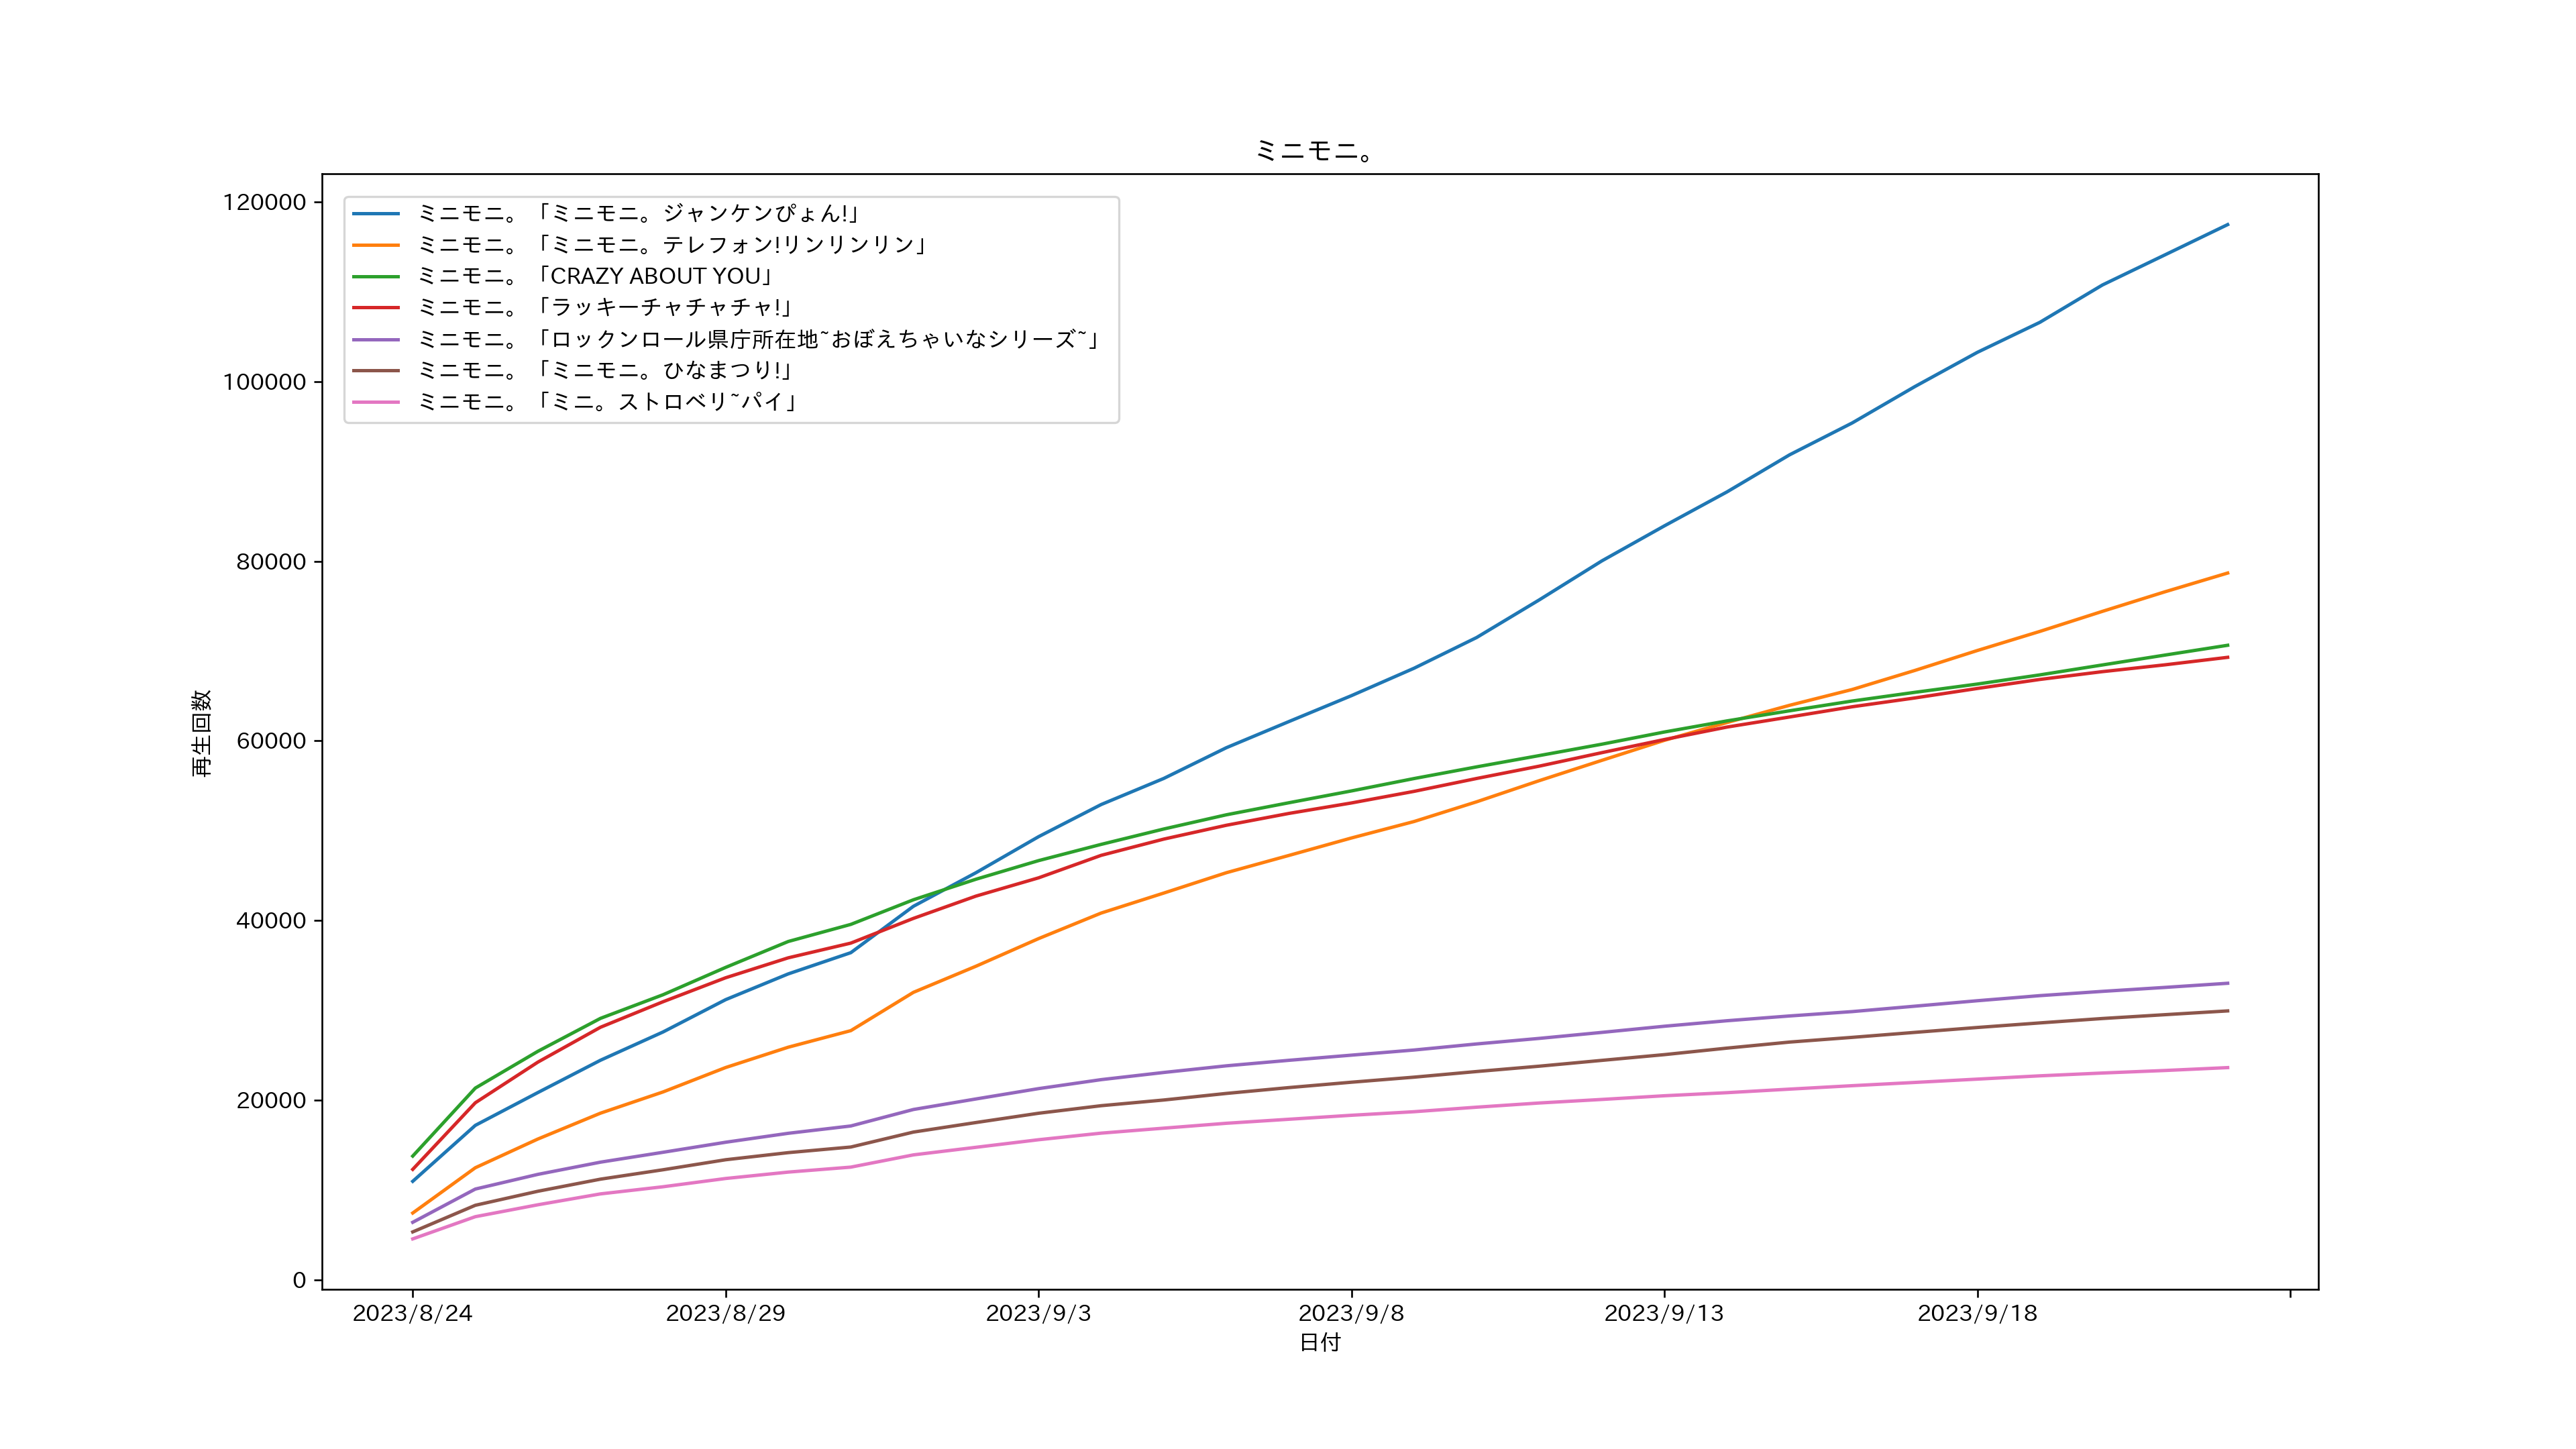 ミニモニ。
120000
100000
80000
60000
40000
20000
0
再生回数
ミニモニ。「ミニモニ。ジャンケンぴょん!」
ミニモニ。「ミニモニ。テレフォン!リンリンリン」
ミニモニ。「CRAZY ABOUT YOU」
ミニモニ。「ラッキーチャチャチャ!」
ミニモニ。「ロックンロール県庁所在地~おぼえちゃいなシリーズ~」
ミニモニ。「ミニモニ。ひなまつり!」
ミニモニ。「ミニ。ストロベリ~パイ」
2023/8/24 2023/8/29 2023/9/3 2023/9/8 2023/9/13 2023/9/18
日付